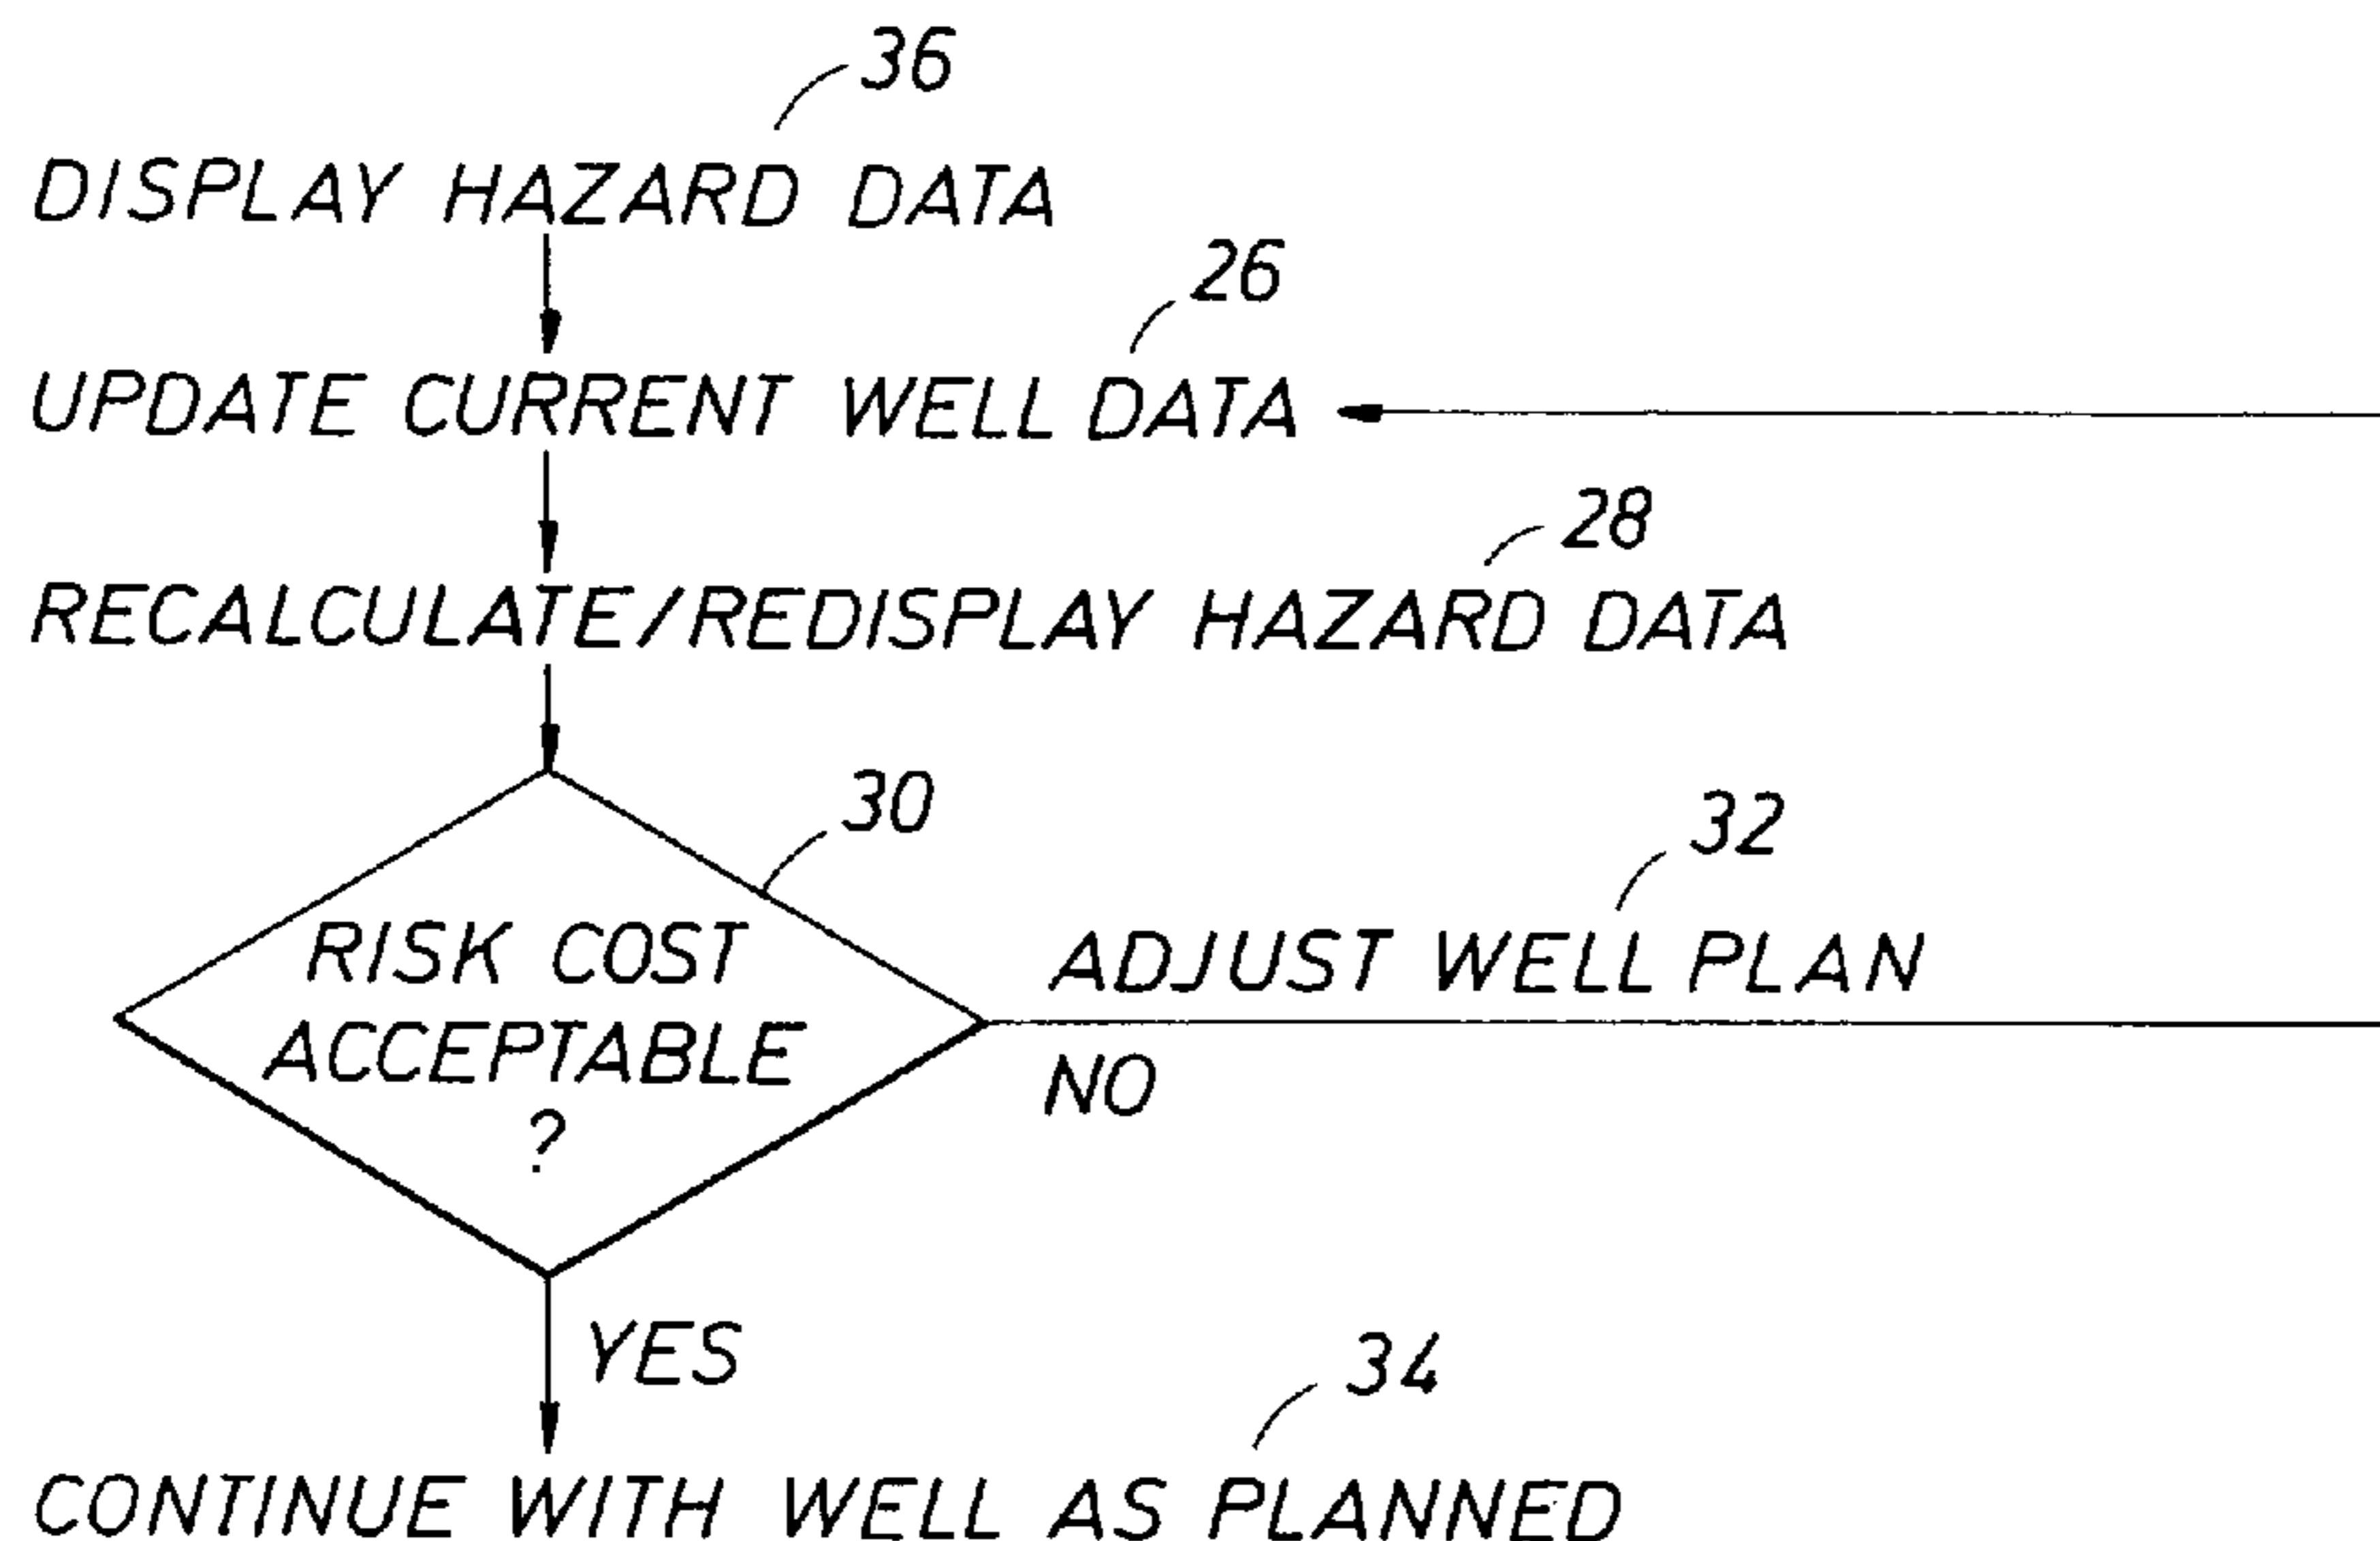 36
DISPLAY HAZARD DATA
26
UPDATE CURRENT WELL DATA
28
RECALCULATE/REDISPLAY HAZARD DATA
30
RISK COST
ACCEPTABLE
?
32
ADJUST WELL PLAN
NO
YES
34
CONTINUE WITH WELL AS PLANNED